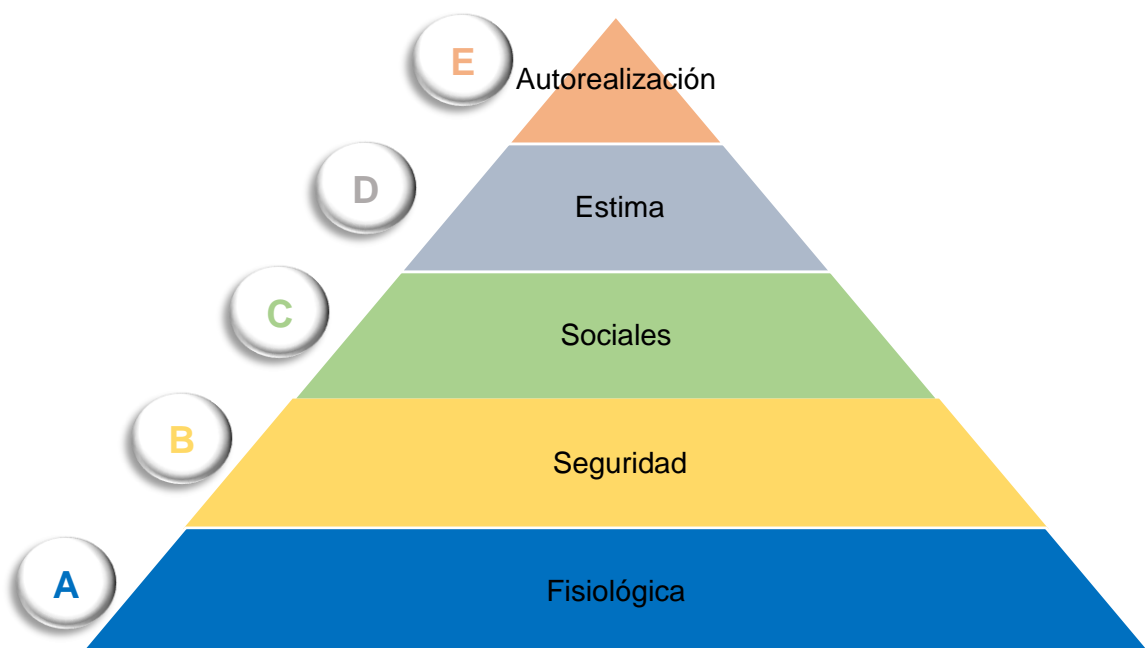 E
Autorealización
D
Estima
C
Sociales
B
Seguridad
A
Fisiológica